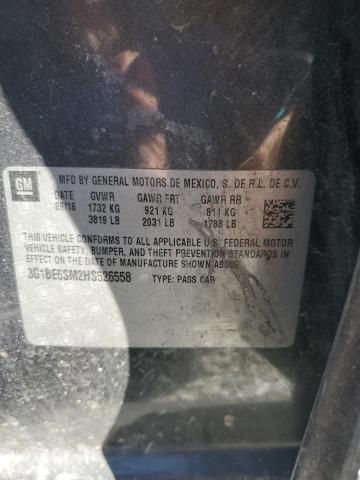 GM
MFD BY GENERAL MOTORS DE MEXICO, S. DE R.L. DE C.V.
DATE GVWR GAWR FRT GAWR RR
09/16 1732 KG 921 KG 811 KG
3819 LB 2031 LB 1788 LB
THIS VEHICLE CONFORMS TO ALL APPLICABLE U.S. FEDERAL MOTOR
VEHICLE SAFETY, BUMPER, AND THEFT PREVENTION STANDARDS IN
EFFECT ON THE DATE OF MANUFACTURE SHOWN ABOVE.
3G1BE6SM2HS526558 TYPE: PASS CAR